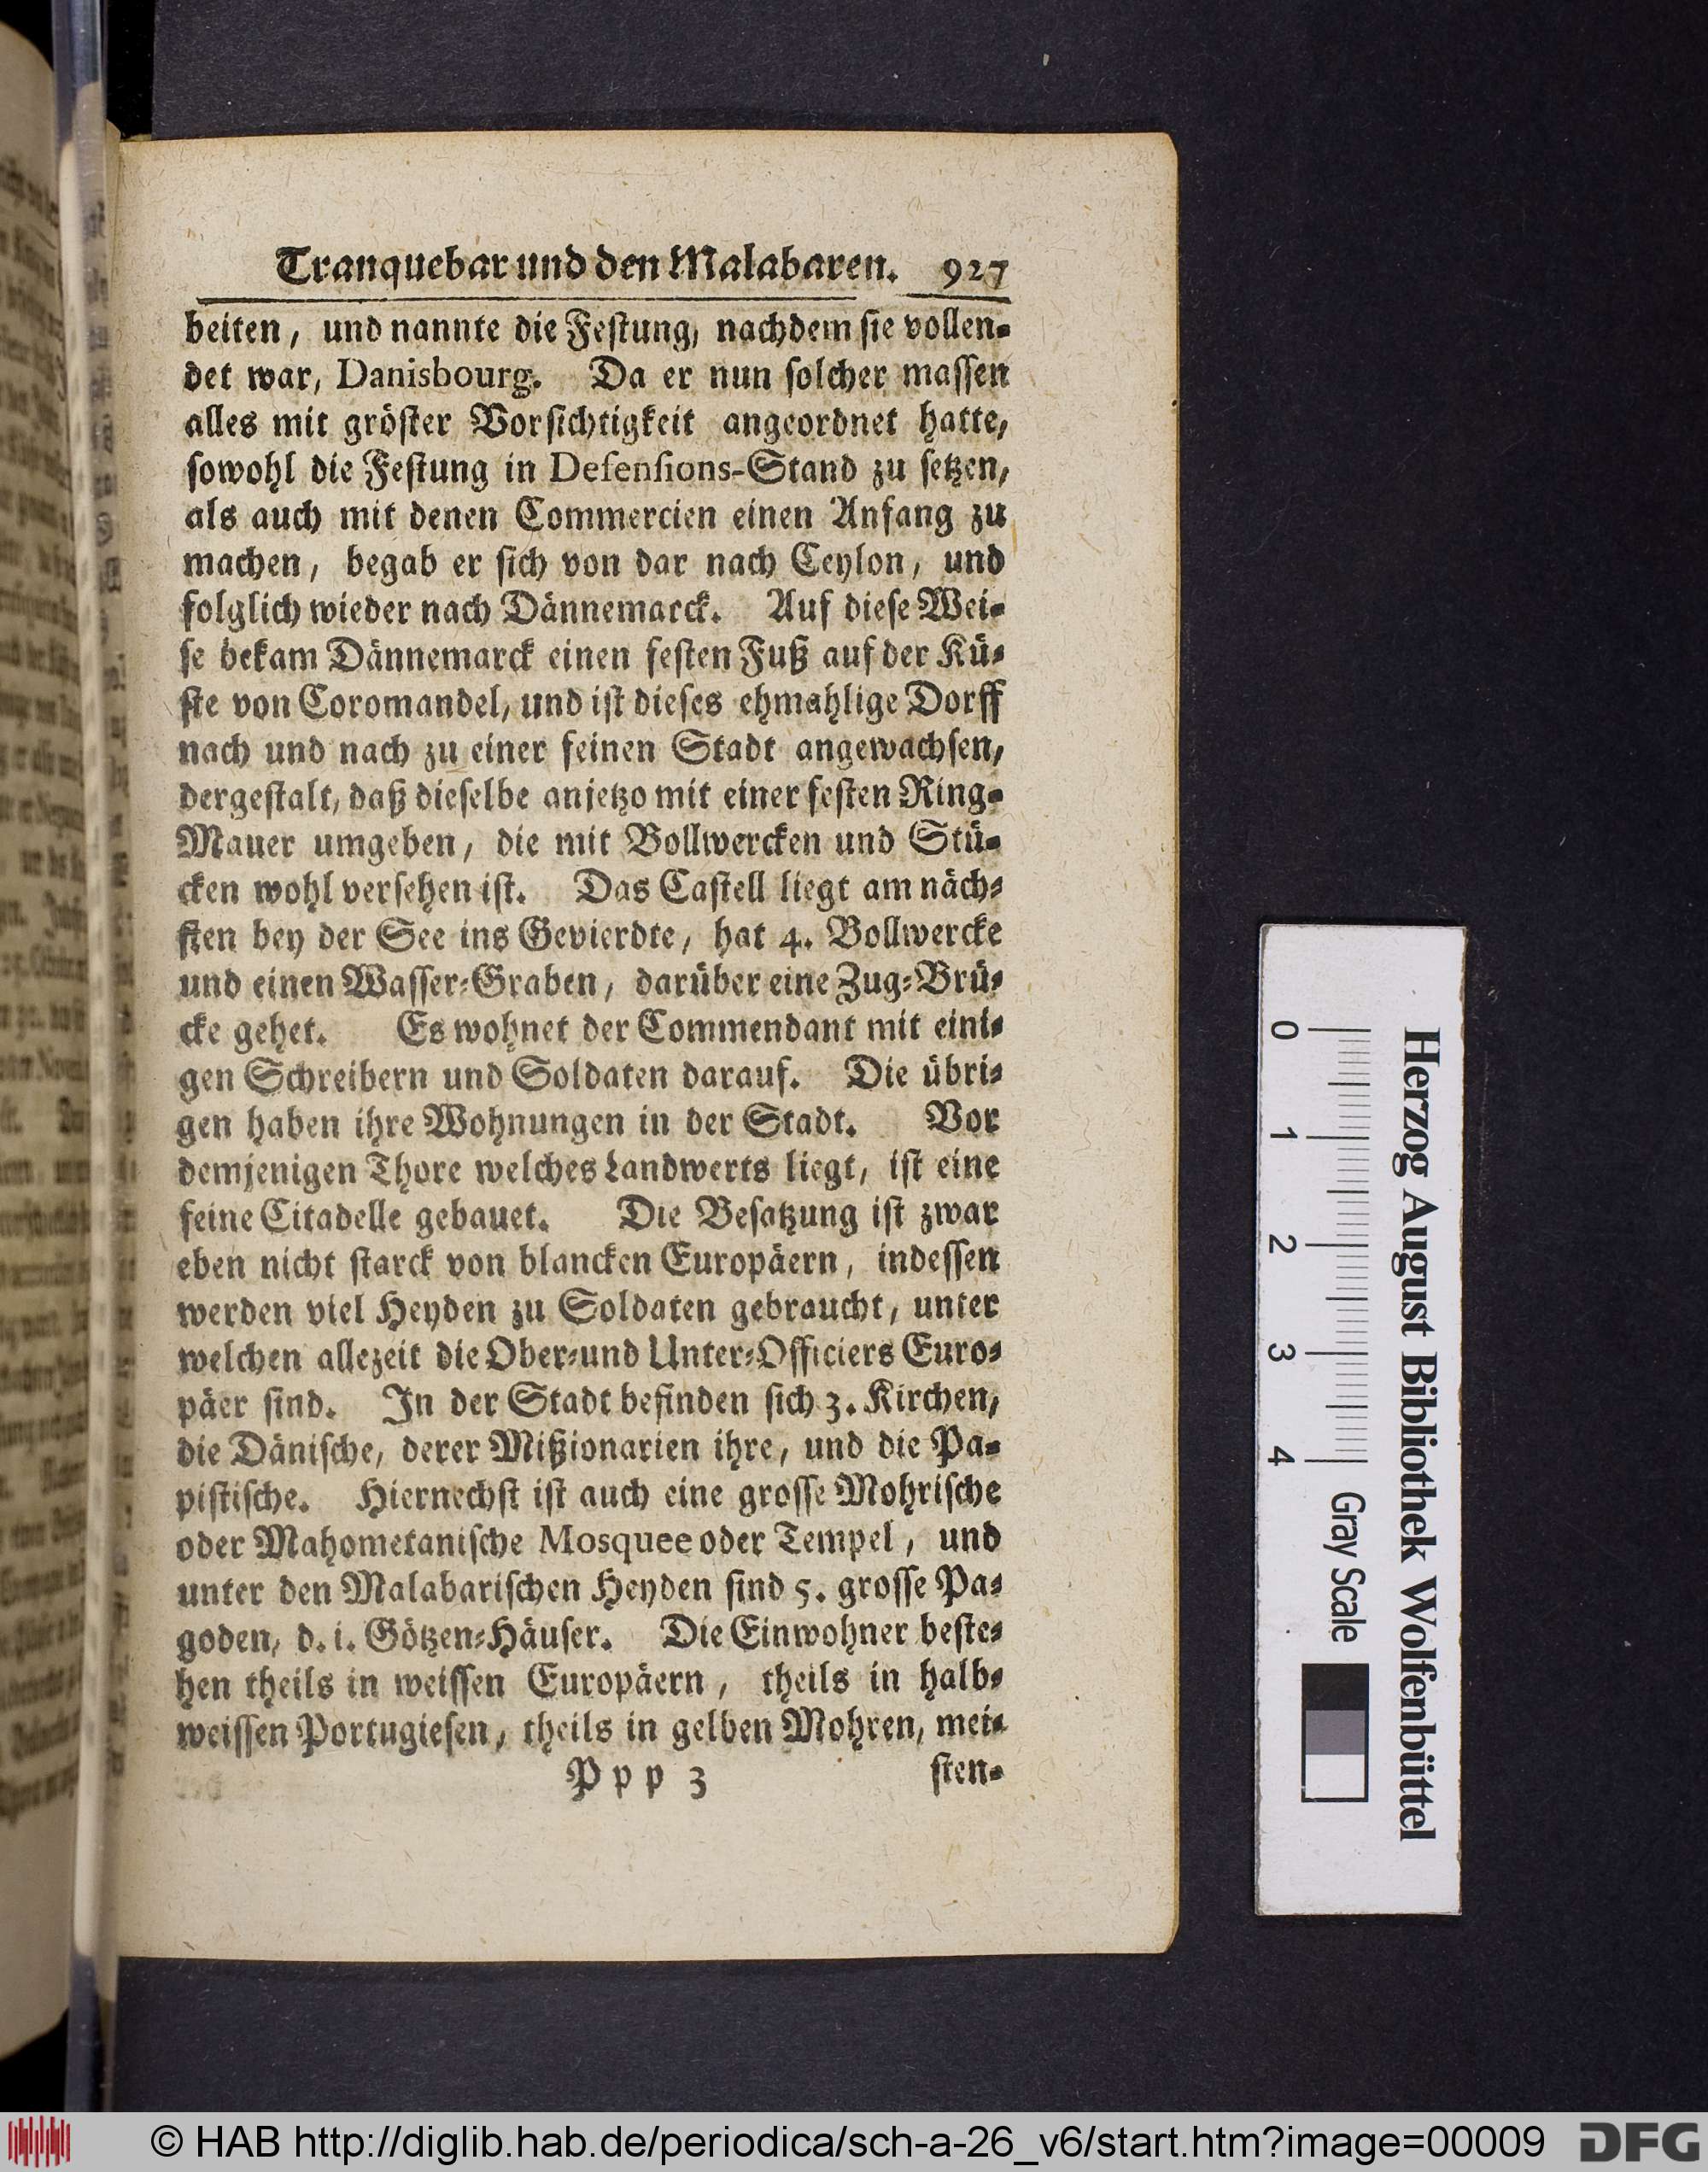 Tranquebar und den Malabaren. 927
beiten, und nannte die Festung, nachdem sie vollen-
det war, Danisbourg. Da er nun solcher massen
alles mit gröster Vorsichtigkeit angeordnet hatte,
sowohl die Festung in Defensions-Stand zu setzen,
als auch mit denen Commercien einen Anfang zu
machen, begab er sich von dar nach Ceylon, und
folglich wieder nach Dännemarck. Auf diese Wei-
se bekam Dännemarck einen festen Fuß auf der Kü-
ste von Coromandel, und ist dieses ehmahlige Dorff
nach und nach zu einer feinen Stadt angewachsen,
dergestalt, daß dieselbe anjetzo mit einer festen Ring-
Mauer umgeben, die mit Bollwercken und Stü-
cken wohl versehen ist. Das Castell liegt am näch-
sten bey der See ins Gevierdte, hat 4. Bollwercke
und einen Wasser-Graben, darüber eine Zug-Brü-
cke gehet. Es wohnet der Commendant mit eini-
gen Schreibern und Soldaten darauf. Die übri-
gen haben ihre Wohnungen in der Stadt. Vor
demjenigen Thore welches Landwerts liegt, ist eine
feine Citadelle gebauet. Die Besatzung ist zwar
eben nicht starck von blancken Europäern, indessen
werden viel Heyden zu Soldaten gebraucht, unter
welchen allezeit die Ober-und Unter-Officiers Euro-
päer sind. In der Stadt befinden sich 3. Kirchen,
die Dänische, derer Mißionarien ihre, und die Pa-
pistische. Hiernechst ist auch eine grosse Mohrische
oder Mahometanische Mosquee oder Tempel, und
unter den Malabarischen Heyden sind 5. grosse Pa-
goden, d. i. Götzen-Häuser. Die Einwohner beste-
hen theils in weissen Europäern, theils in halb-
weissen Portugiesen, theils in gelben Mohren, mei-
Ppp 3 sten-
Herzog August Bibliothek Wolfenbüttel
0 1 2 3 4 Gray Scale
© HAB http://diglib.hab.de/periodica/sch-a-26_v6/start.htm?image=00009
DFG